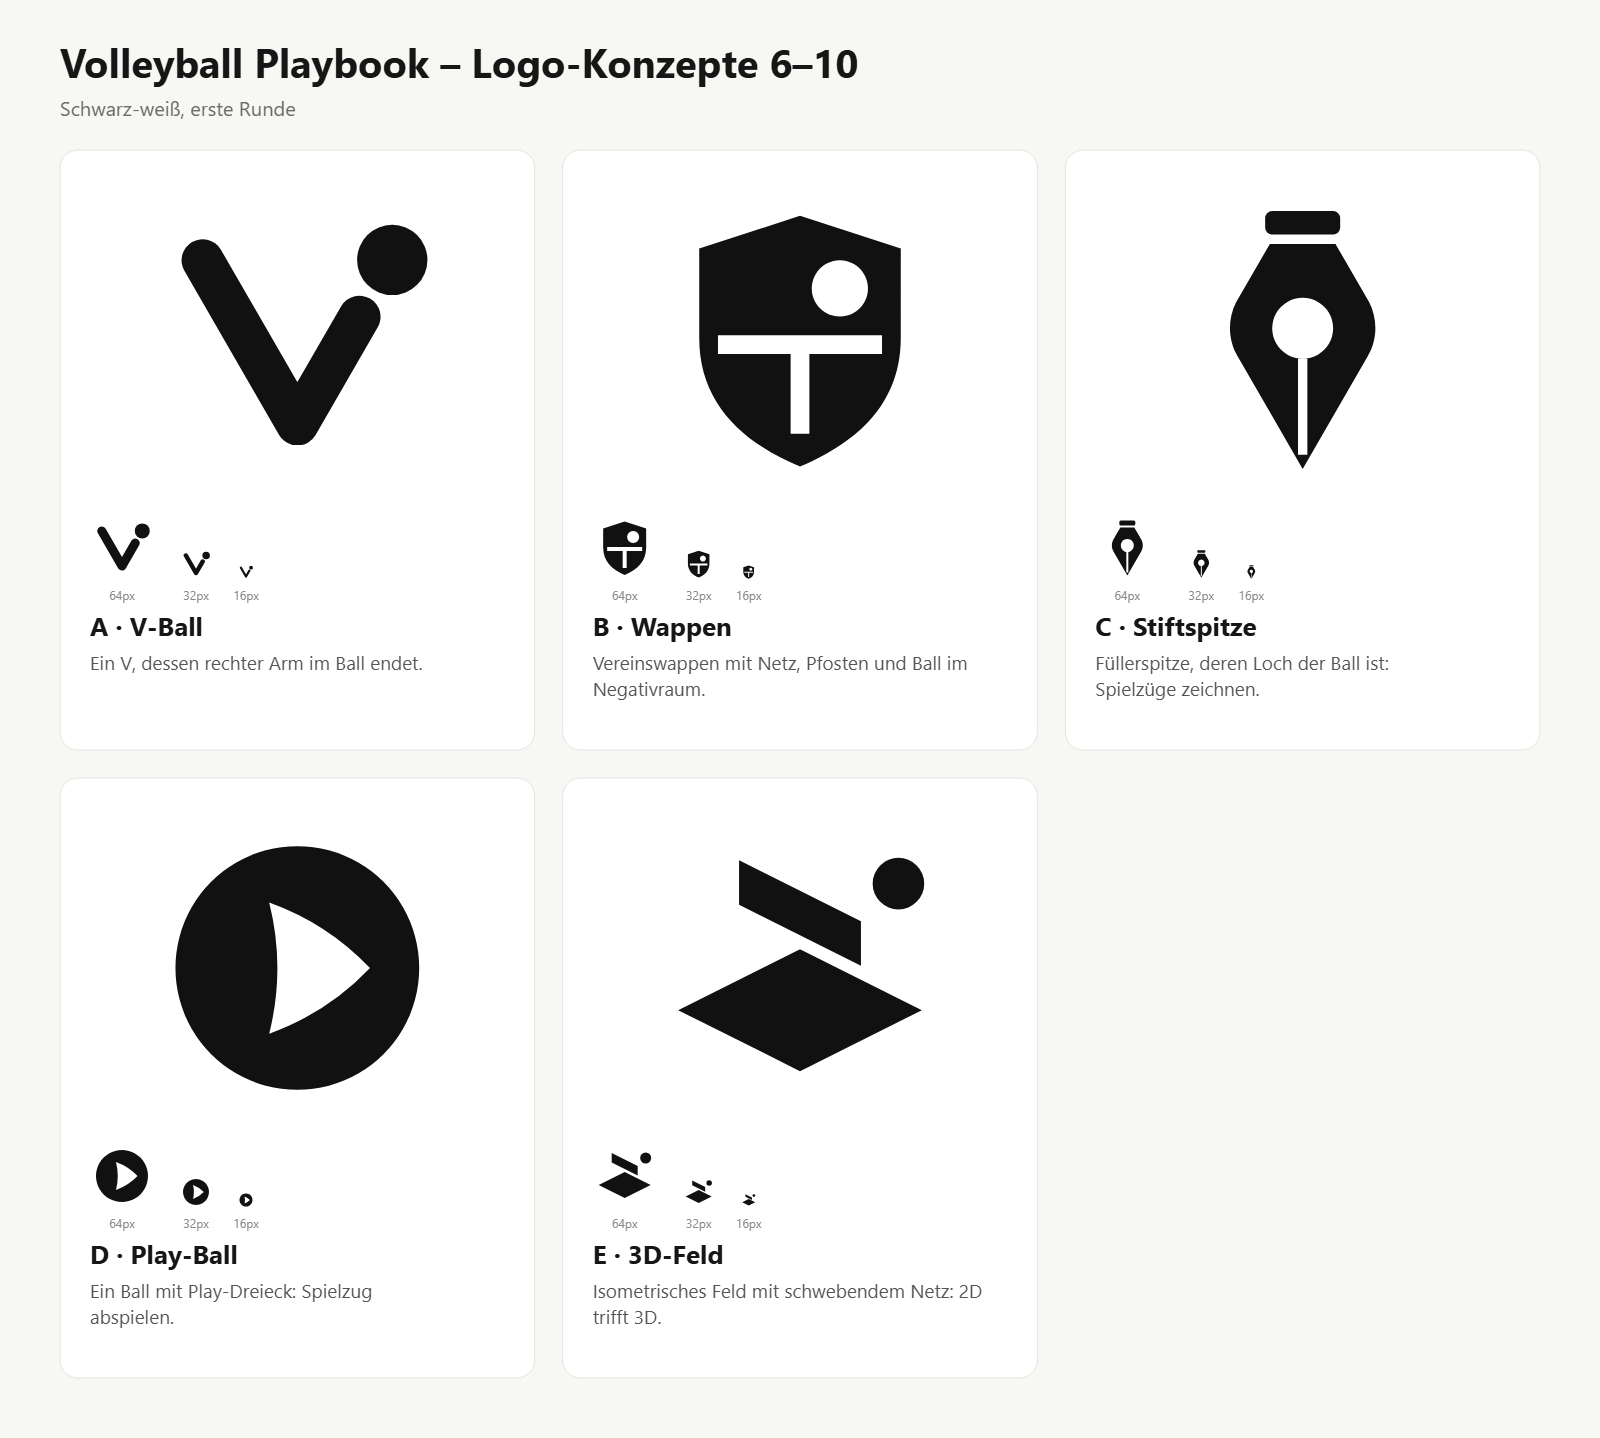 Volleyball Playbook – Logo-Konzepte 6–10
Schwarz-weiß, erste Runde
64px 32px 16px
A · V-Ball
Ein V, dessen rechter Arm im Ball endet.
64px 32px 16px
B · Wappen
Vereinswappen mit Netz, Pfosten und Ball im
Negativraum.
64px 32px 16px
C · Stiftspitze
Füllerspitze, deren Loch der Ball ist:
Spielzüge zeichnen.
64px 32px 16px
D · Play-Ball
Ein Ball mit Play-Dreieck: Spielzug
abspielen.
64px 32px 16px
E · 3D-Feld
Isometrisches Feld mit schwebendem Netz: 2D
trifft 3D.